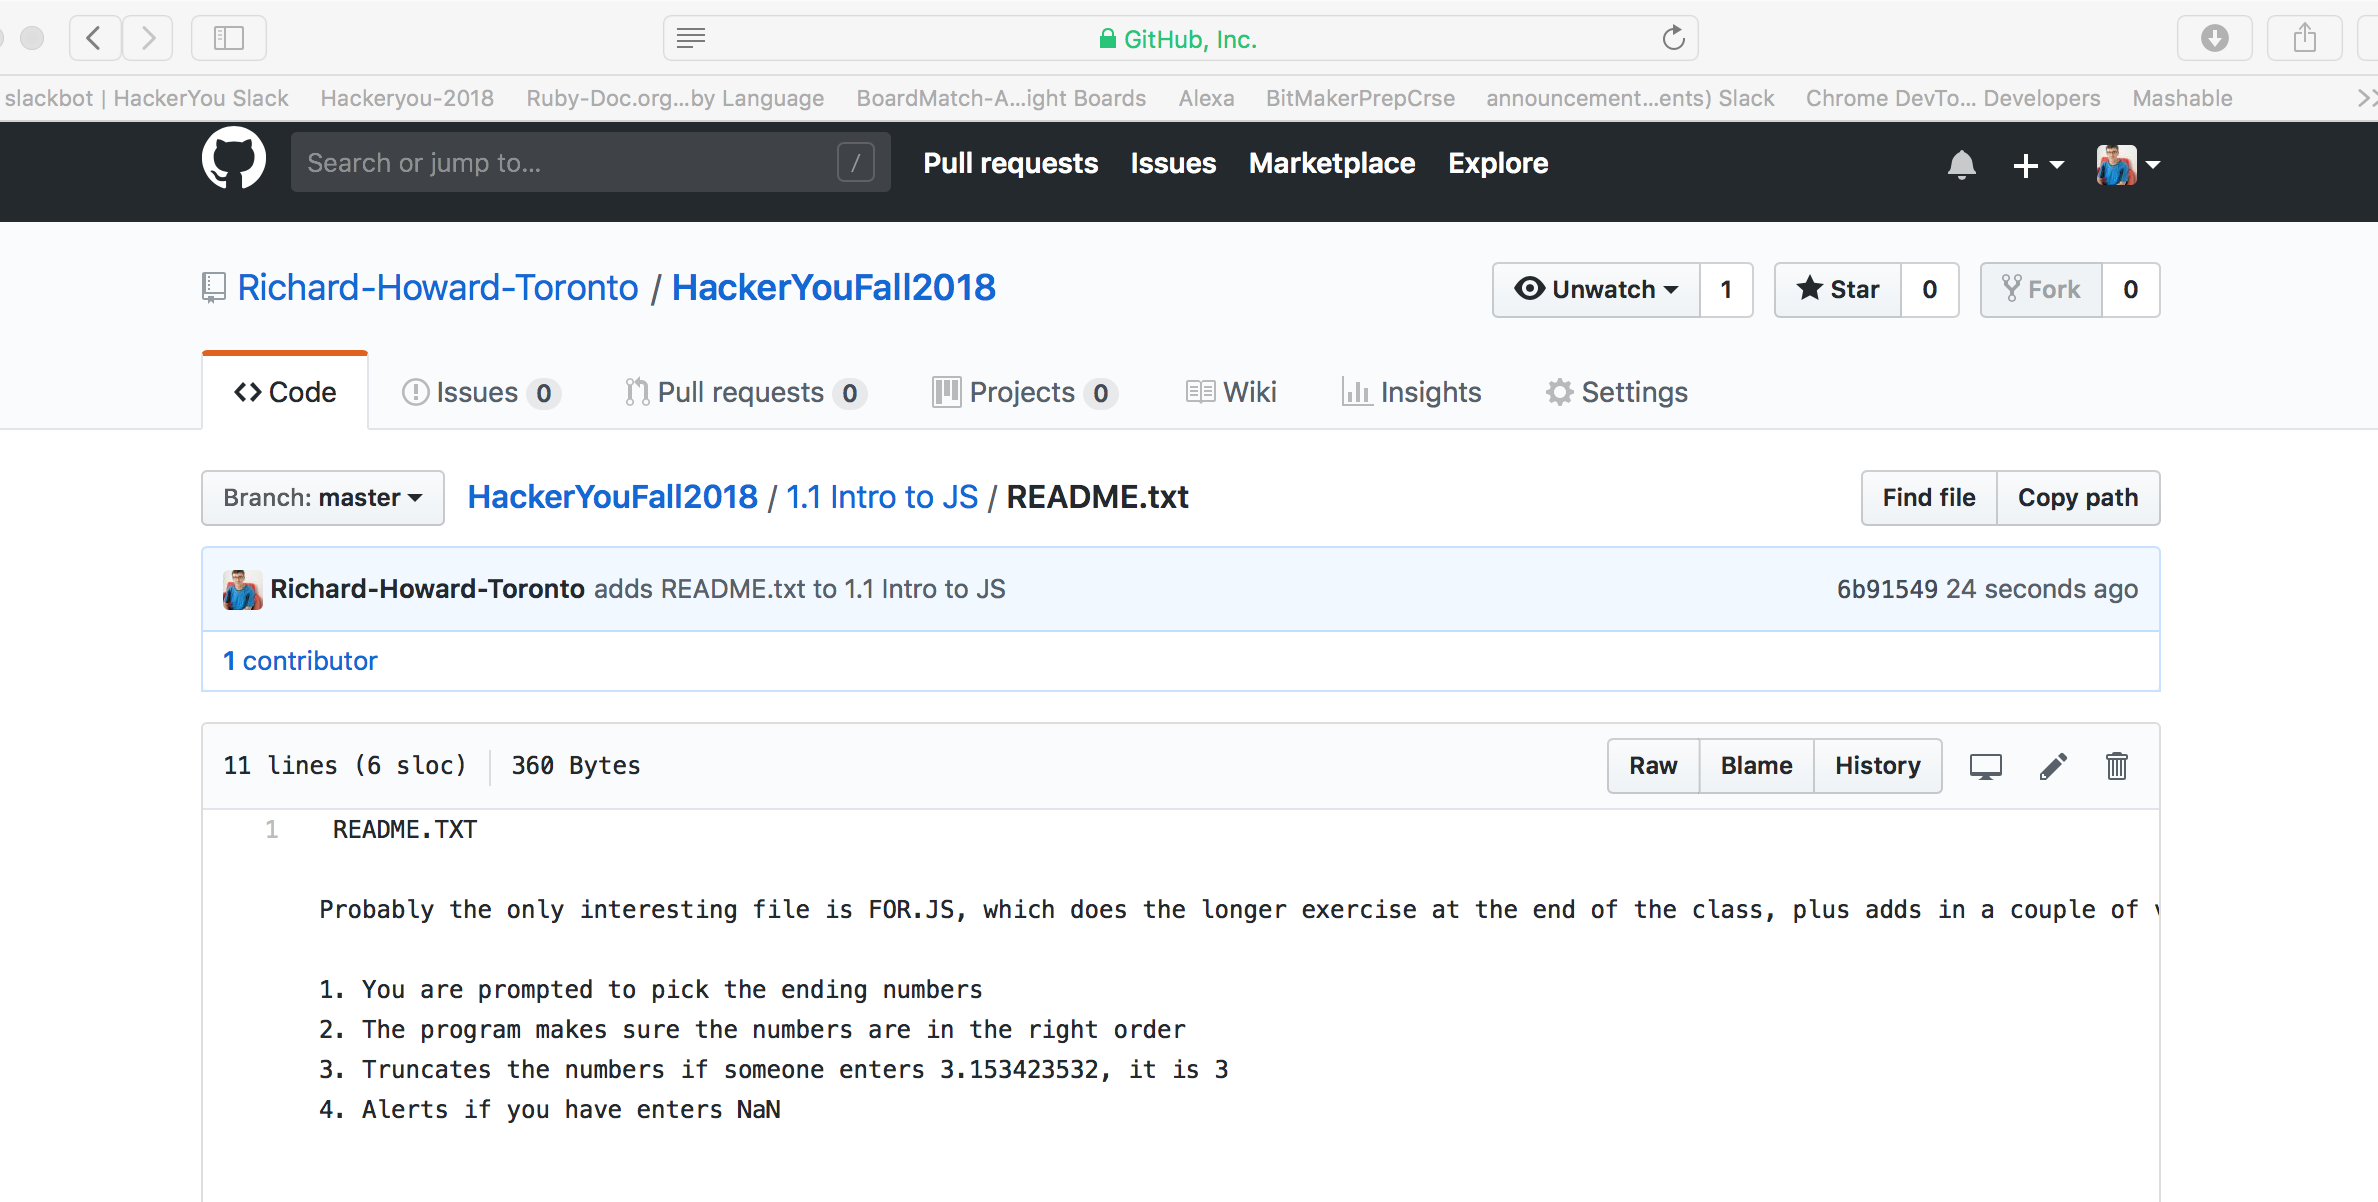 GitHub, Inc.
slackbot | HackerYou Slack Hackeryou-2018 Ruby-Doc.org...by Language BoardMatch-A...ight Boards Alexa BitMakerPrepCrse announcement...ents) Slack Chrome DevTo... Developers Mashable
Search or jump to... / Pull requests Issues Marketplace Explore
Richard-Howard-Toronto / HackerYouFall2018 Unwatch 1 Star 0 Fork 0
Code Issues 0 Pull requests 0 Projects 0 Wiki Insights Settings
Branch: master HackerYouFall2018 / 1.1 Intro to JS / README.txt Find file Copy path
Richard-Howard-Toronto adds README.txt to 1.1 Intro to JS 6b91549 24 seconds ago
1 contributor
11 lines (6 sloc) 360 Bytes Raw Blame History
1 README.TXT
Probably the only interesting file is FOR.JS, which does the longer exercise at the end of the class, plus adds in a couple of
1. You are prompted to pick the ending numbers
2. The program makes sure the numbers are in the right order
3. Truncates the numbers if someone enters 3.153423532, it is 3
4. Alerts if you have enters NaN